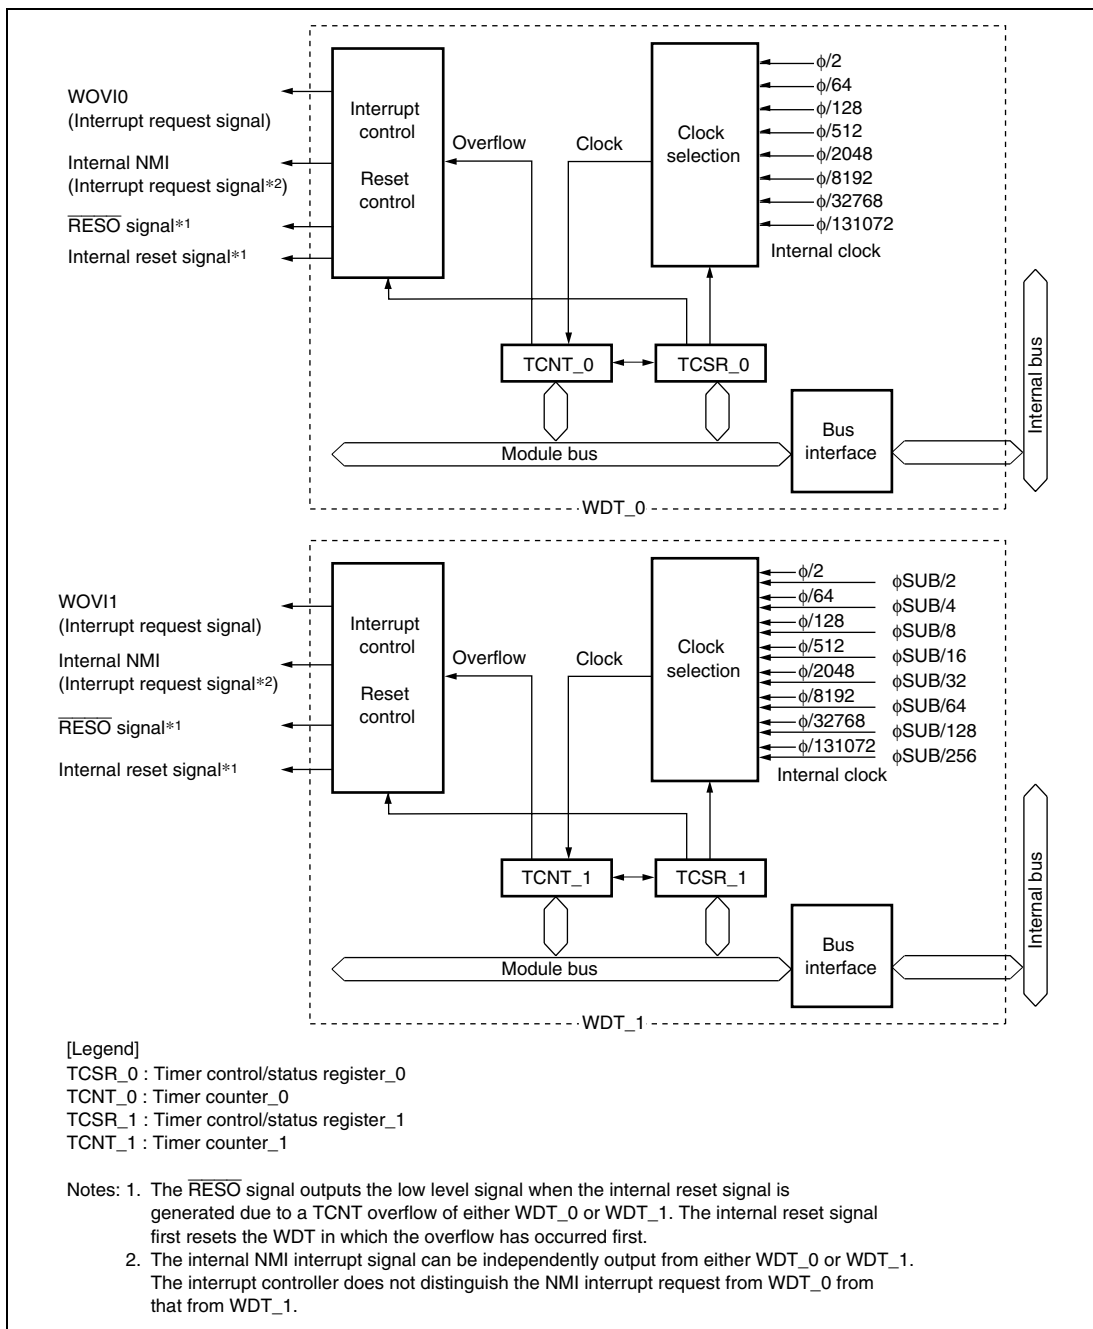 WOVI0
(Interrupt request signal)
Internal NMI
(Interrupt request signal*2)
RESO signal*1
Internal reset signal*1
Interrupt
control
Reset
control
Overflow
Clock
Clock
selection
ϕ/2
ϕ/64
ϕ/128
ϕ/512
ϕ/2048
ϕ/8192
ϕ/32768
ϕ/131072
Internal clock
TCNT_0
TCSR_0
Module bus
Bus
interface
Internal bus
WDT_0
WOVI1
(Interrupt request signal)
Internal NMI
(Interrupt request signal*2)
RESO signal*1
Internal reset signal*1
Interrupt
control
Reset
control
Overflow
Clock
Clock
selection
ϕ/2
ϕSUB/2
ϕ/64
ϕSUB/4
ϕ/128
ϕSUB/8
ϕ/512
ϕSUB/16
ϕ/2048
ϕSUB/32
ϕ/8192
ϕSUB/64
ϕ/32768
ϕSUB/128
ϕ/131072
ϕSUB/256
Internal clock
TCNT_1
TCSR_1
Module bus
Bus
interface
Internal bus
WDT_1
[Legend]
TCSR_0 : Timer control/status register_0
TCNT_0 : Timer counter_0
TCSR_1 : Timer control/status register_1
TCNT_1 : Timer counter_1
Notes: 1. The RESO signal outputs the low level signal when the internal reset signal is
generated due to a TCNT overflow of either WDT_0 or WDT_1. The internal reset signal
first resets the WDT in which the overflow has occurred first.
2. The internal NMI interrupt signal can be independently output from either WDT_0 or WDT_1.
The interrupt controller does not distinguish the NMI interrupt request from WDT_0 from
that from WDT_1.